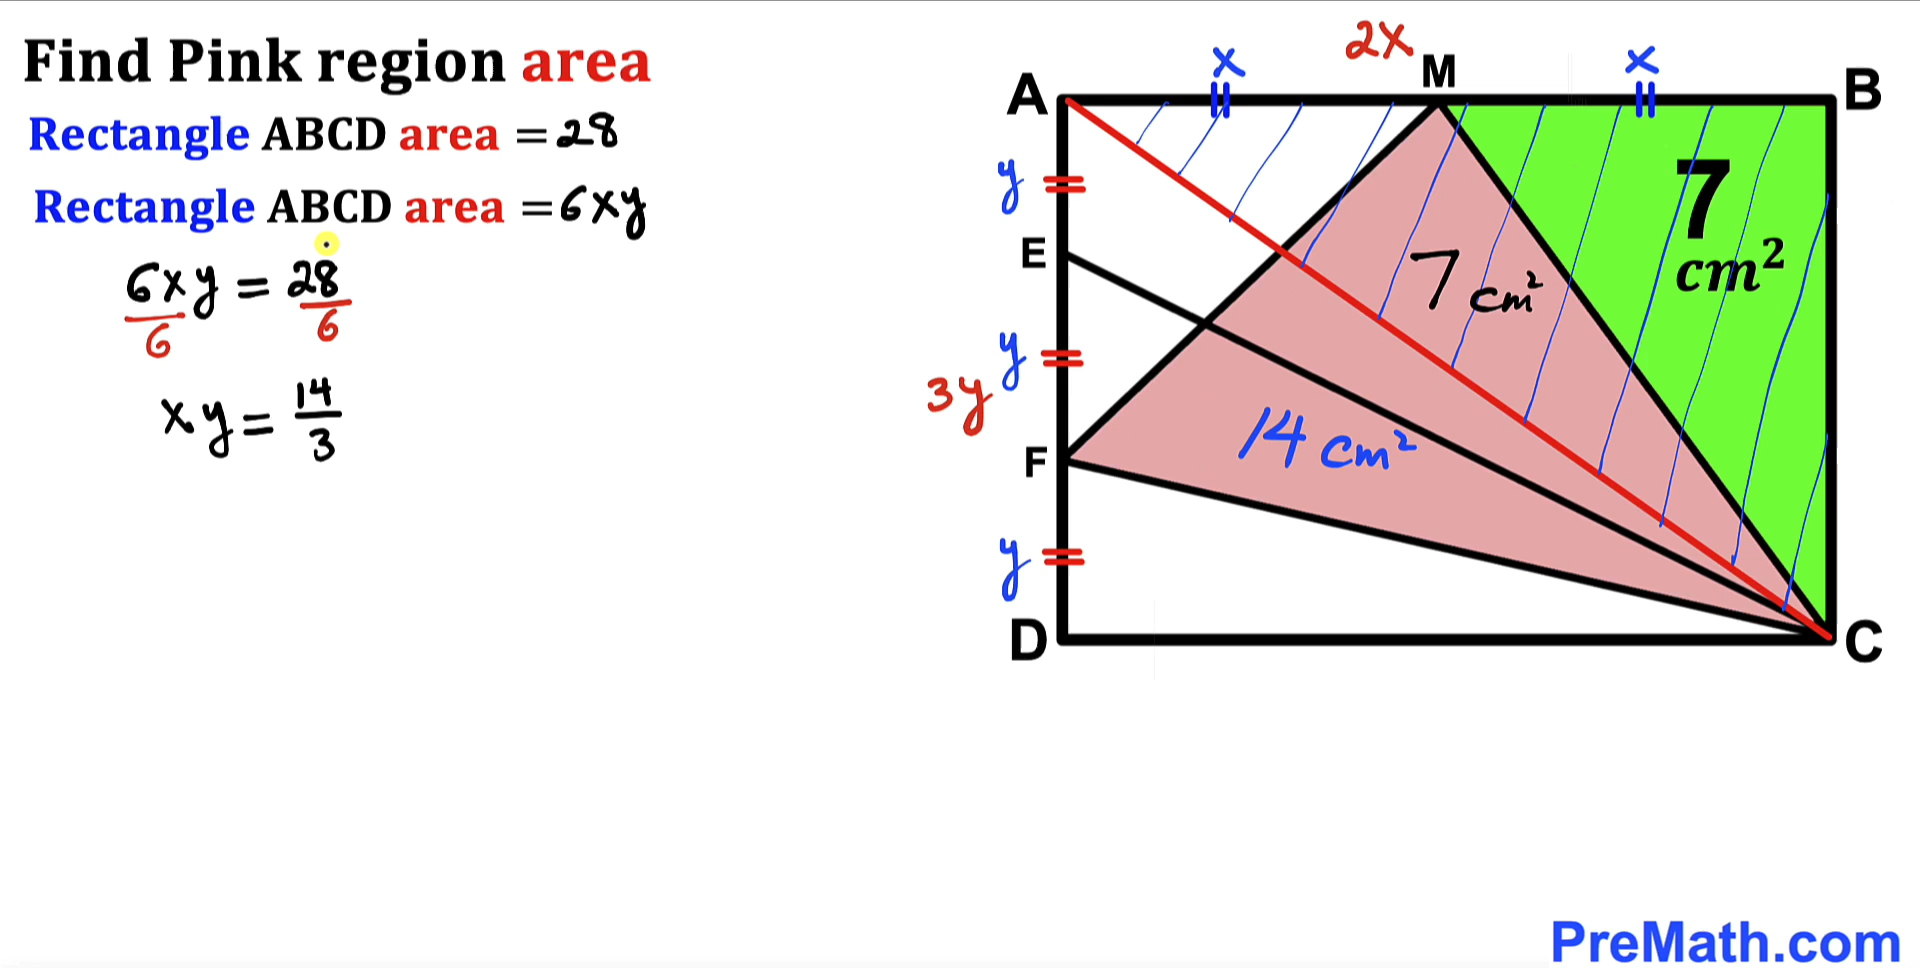 Find Pink region area
Rectangle ABCD area = 28
Rectangle ABCD area = 6xy
6xy = 28
6 6
xy = 14/3
2x
x M x
A B
y
7
cm²
E
7 cm²
y
3y
14 cm²
F
y
D C
PreMath.com